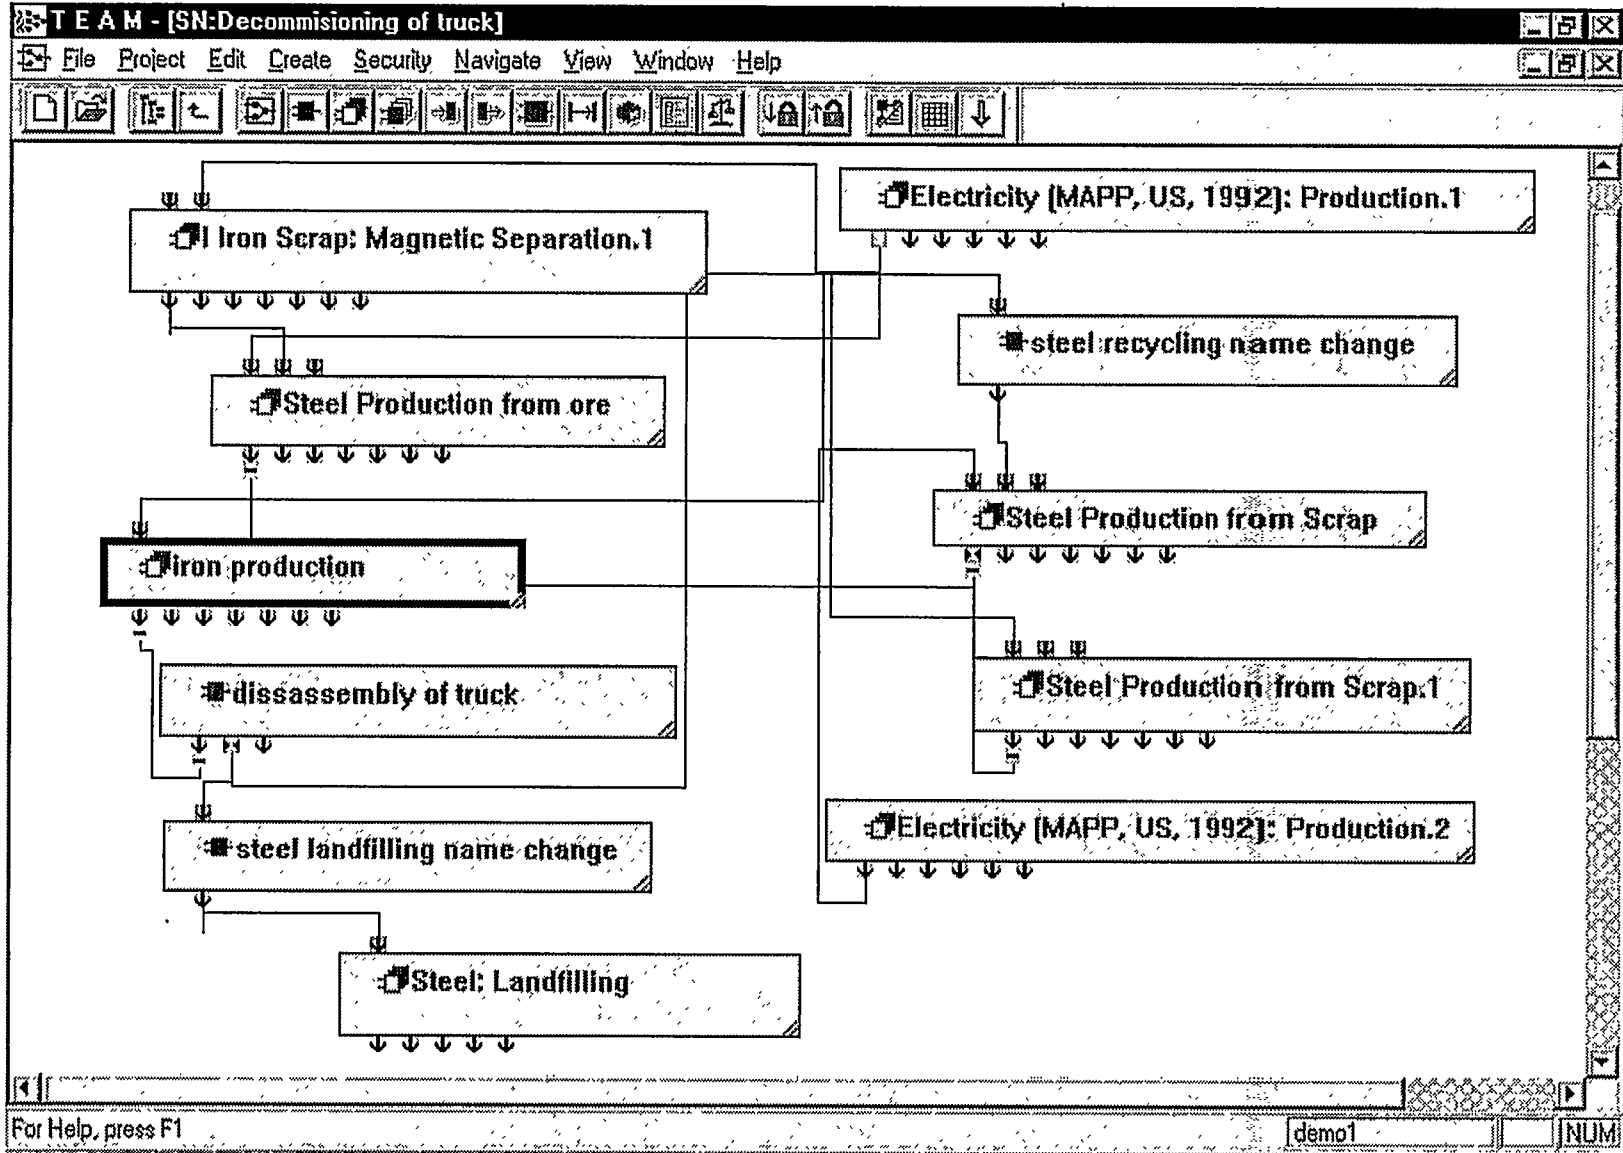 T E A M - [SN:Decommisioning of truck]
File Project Edit Create Security Navigate View Window Help
Electricity (MAPP, US, 1992): Production.1
I Iron Scrap: Magnetic Separation.1
steel recycling name change
Steel Production from ore
Steel Production from Scrap
iron production
dissassembly of truck
Steel Production from Scrap.1
Electricity (MAPP, US, 1992): Production.2
steel landfilling name change
Steel: Landfilling
For Help, press F1
demo1
NUM